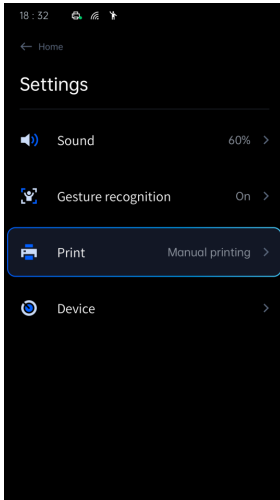 18 : 32
← Home
Settings
Sound 60% >
Gesture recognition On >
Print Manual printing >
Device >